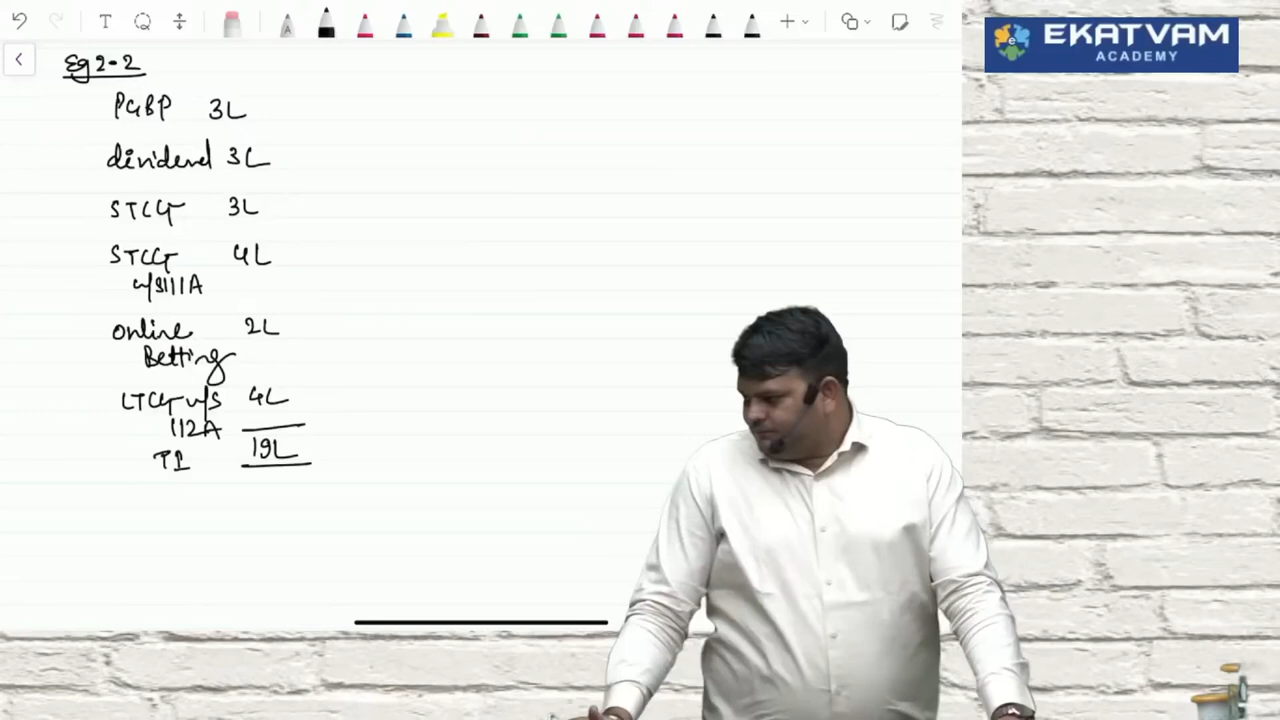 EKATVAM
ACADEMY
Eg 2.2
PGBP 3L
dividend 3L
STCG 3L
STCG 4L
u/s 111A
online 2L
Betting
LTCG u/s 4L
112A
TI 19L